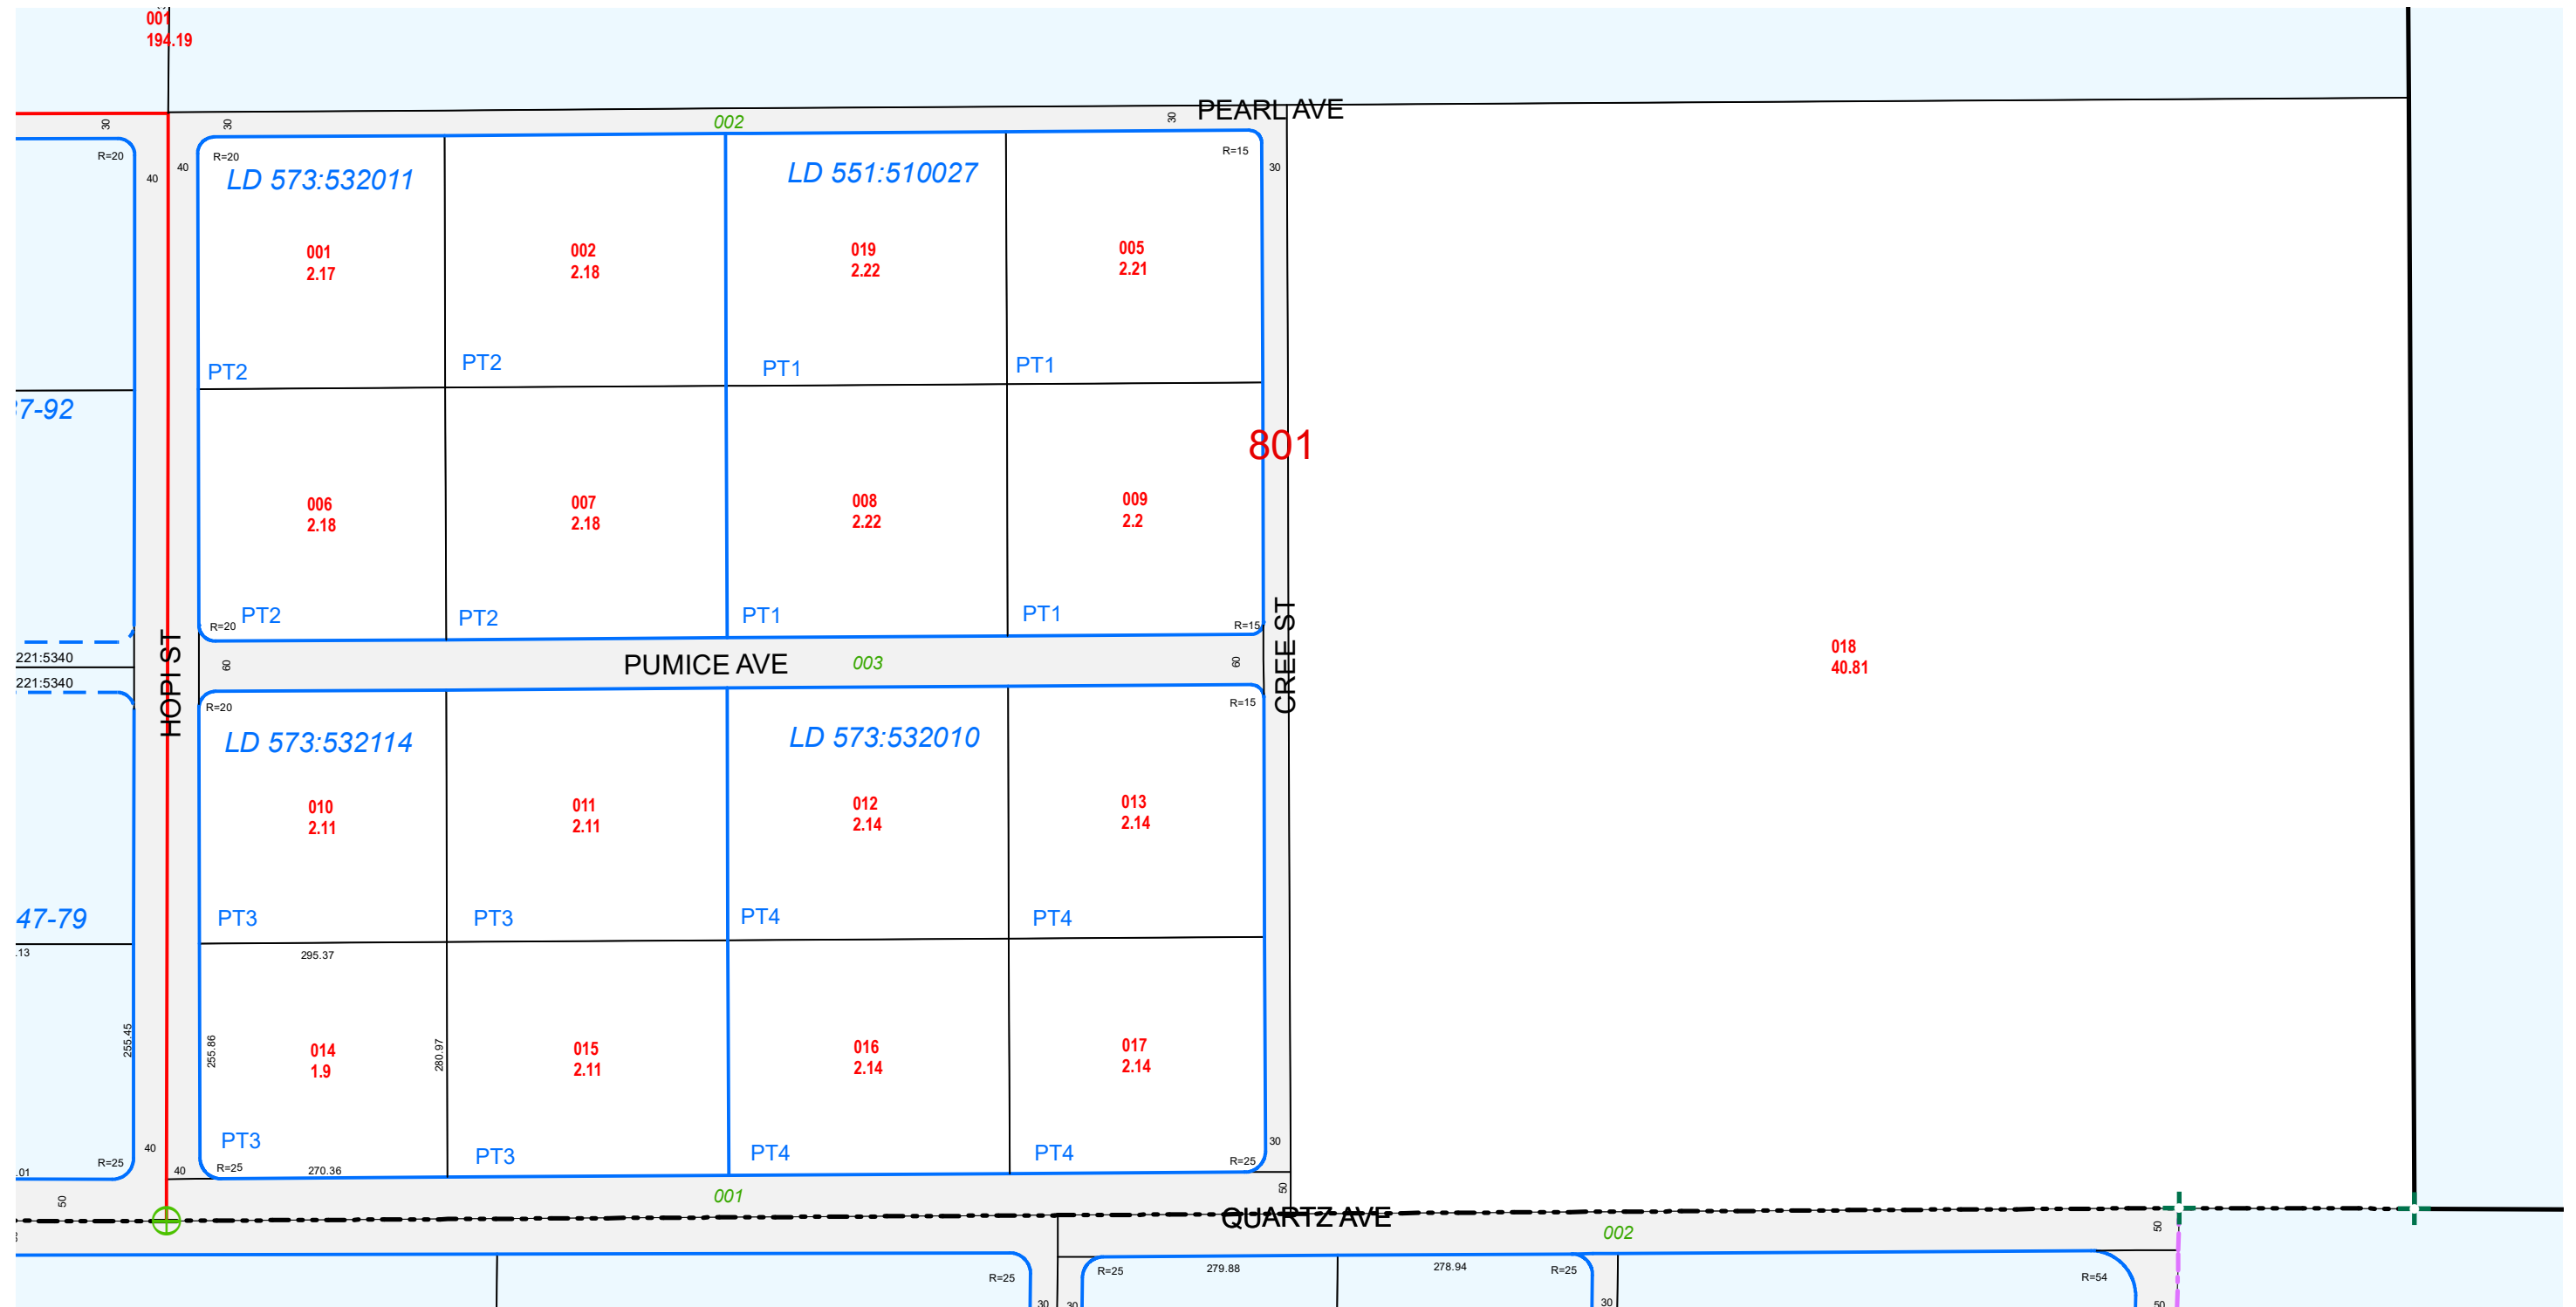 001
194.19
PEARL AVE
30
30
002
30
R=20
40
40
R=20
R=15
30
LD 573:532011
LD 551:510027
001
2.17
002
2.18
019
2.22
005
2.21
PT2
PT2
PT1
PT1
37-92
801
006
2.18
007
2.18
008
2.22
009
2.2
PT2
PT2
PT1
PT1
R=20
R=15
221:5340
221:5340
HOPI ST
60
PUMICE AVE
003
60
CREE ST
018
40.81
R=20
R=15
LD 573:532114
LD 573:532010
010
2.11
011
2.11
012
2.14
013
2.14
47-79
PT3
PT3
PT4
PT4
.13
295.37
255.45
255.86
280.97
014
1.9
015
2.11
016
2.14
017
2.14
40
30
PT3
PT3
PT4
PT4
.01
R=25
40
R=25
270.36
R=25
50
001
50
QUARTZ AVE
002
50
R=25
R=25
279.88
278.94
R=25
R=54
30
30
30
50